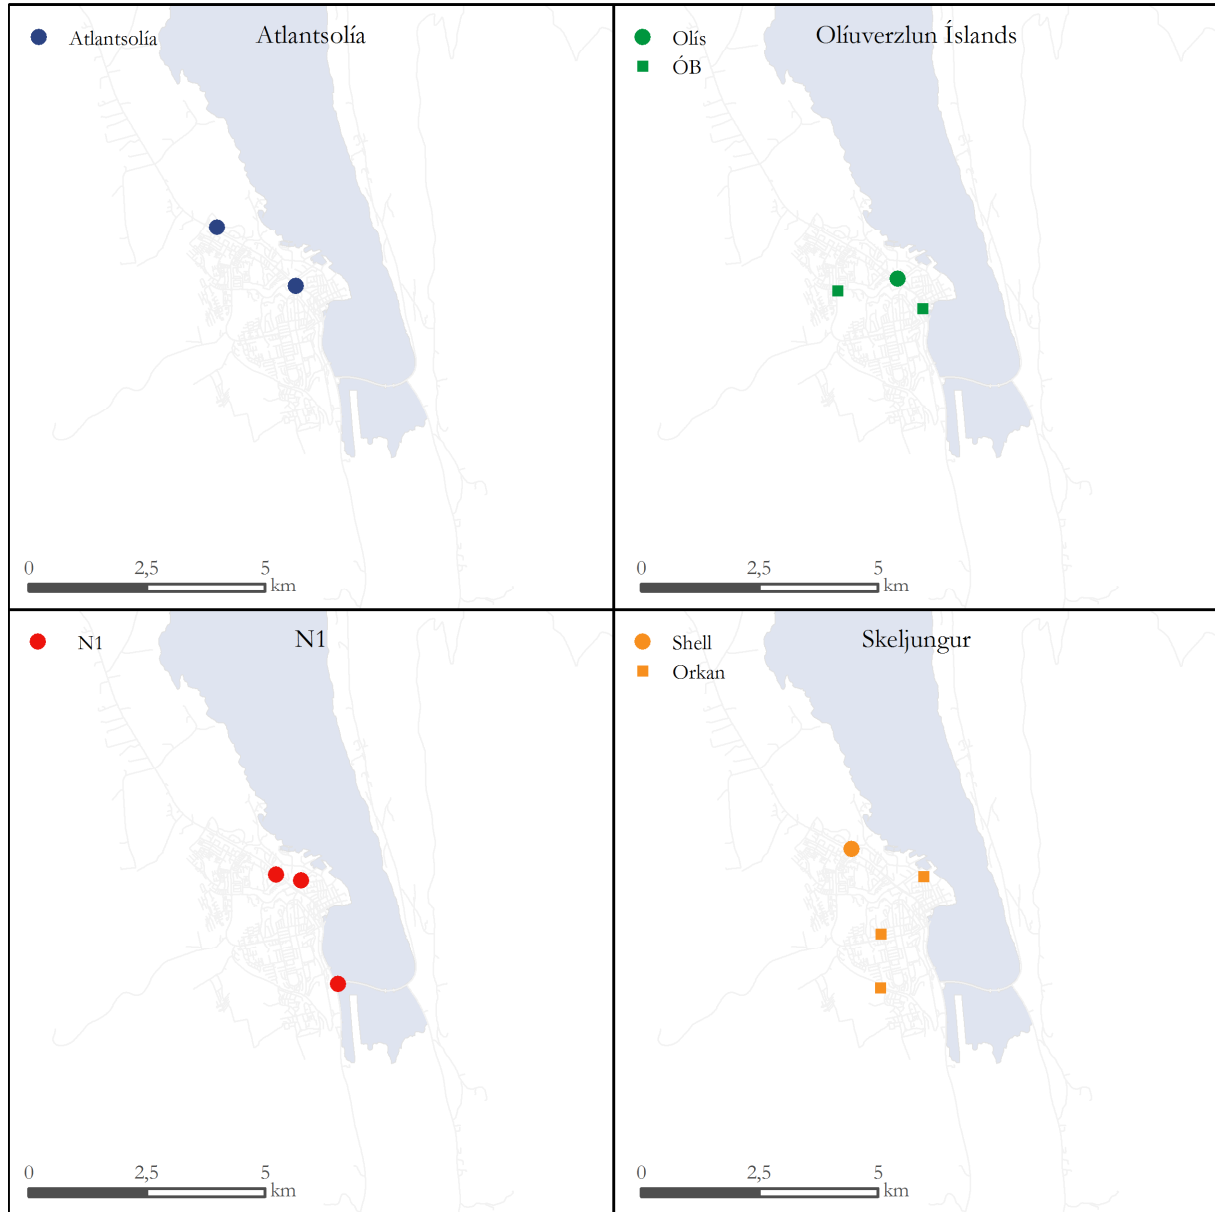 Atlantsolía
Atlantsolía
0 2,5 5
km
Olíuverzlun Íslands
Olís
ÓB
0 2,5 5
km
N1
N1
0 2,5 5
km
Skeljungur
Shell
Orkan
0 2,5 5
km